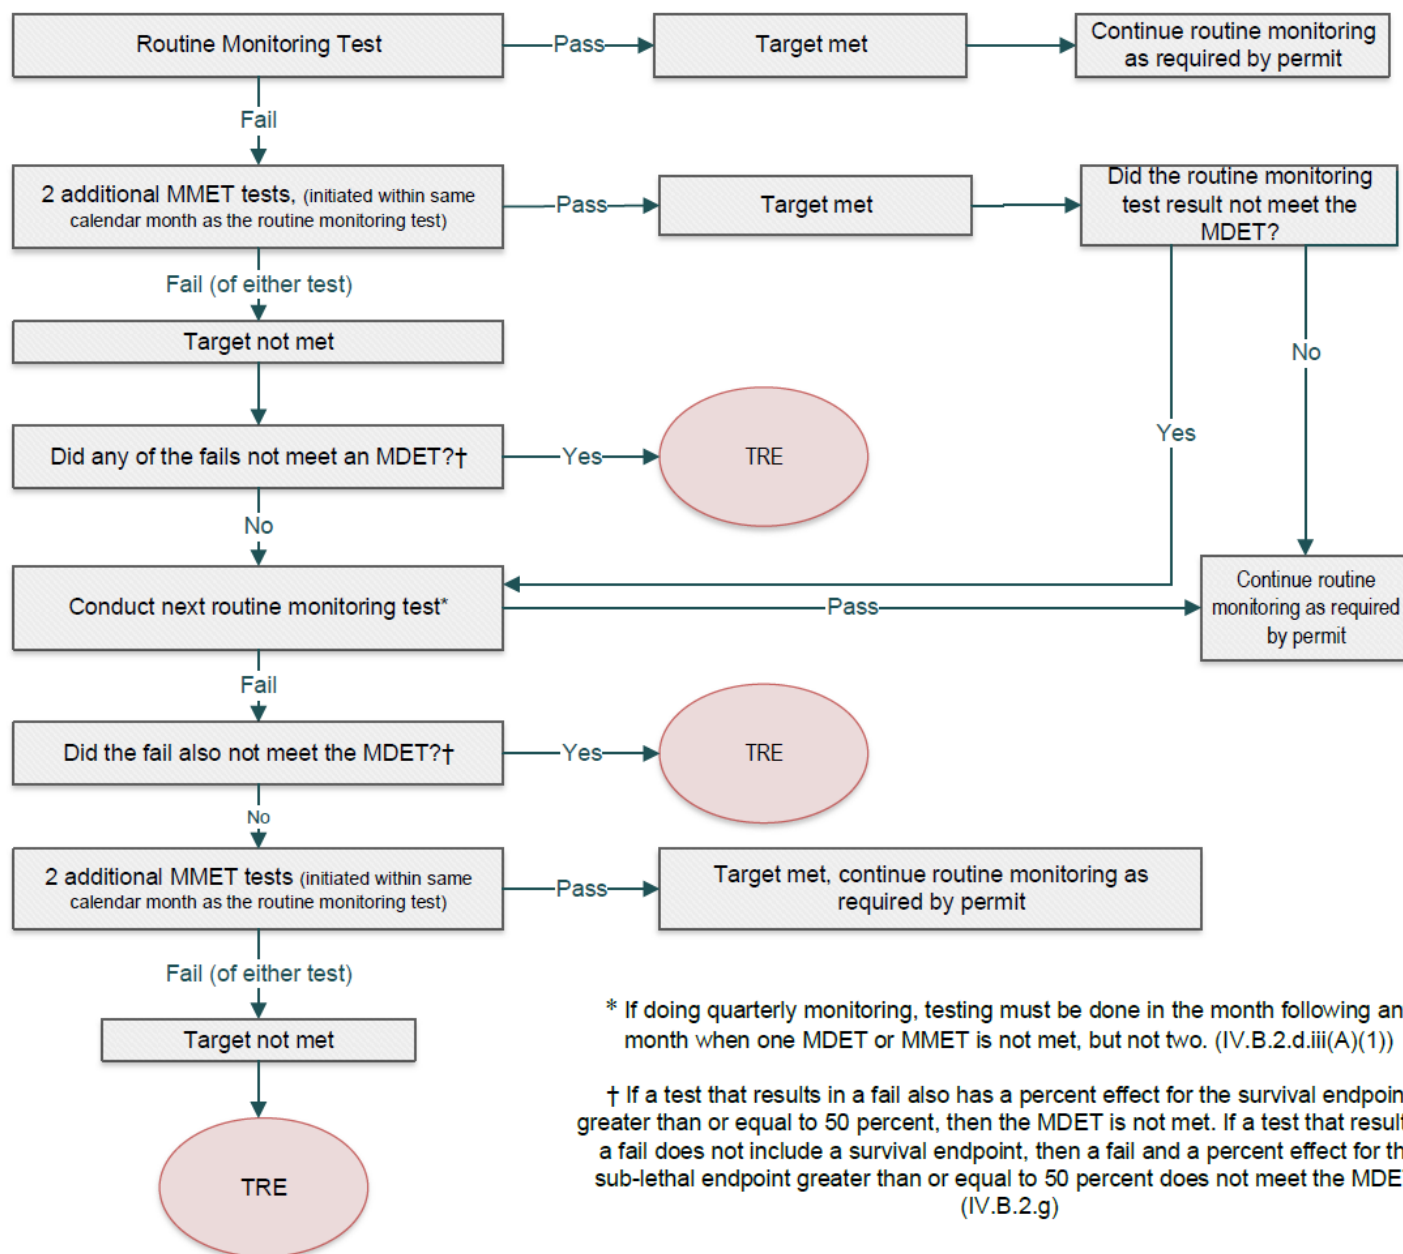 Routine Monitoring Test
Pass
Target met
Continue routine monitoring
as required by permit
Fail
2 additional MMET tests, (initiated within same
calendar month as the routine monitoring test)
Pass
Target met
Did the routine monitoring
test result not meet the
MDET?
Fail (of either test)
Target not met
No
Yes
Did any of the fails not meet an MDET?†
Yes
TRE
No
Conduct next routine monitoring test*
Pass
Continue routine
monitoring as required
by permit
Fail
Did the fail also not meet the MDET?†
Yes
TRE
No
2 additional MMET tests (initiated within same
calendar month as the routine monitoring test)
Pass
Target met, continue routine monitoring as
required by permit
Fail (of either test)
Target not met
TRE
* If doing quarterly monitoring, testing must be done in the month following an
month when one MDET or MMET is not met, but not two. (IV.B.2.d.iii(A)(1))
† If a test that results in a fail also has a percent effect for the survival endpoin
greater than or equal to 50 percent, then the MDET is not met. If a test that result
a fail does not include a survival endpoint, then a fail and a percent effect for th
sub-lethal endpoint greater than or equal to 50 percent does not meet the MDE
(IV.B.2.g)